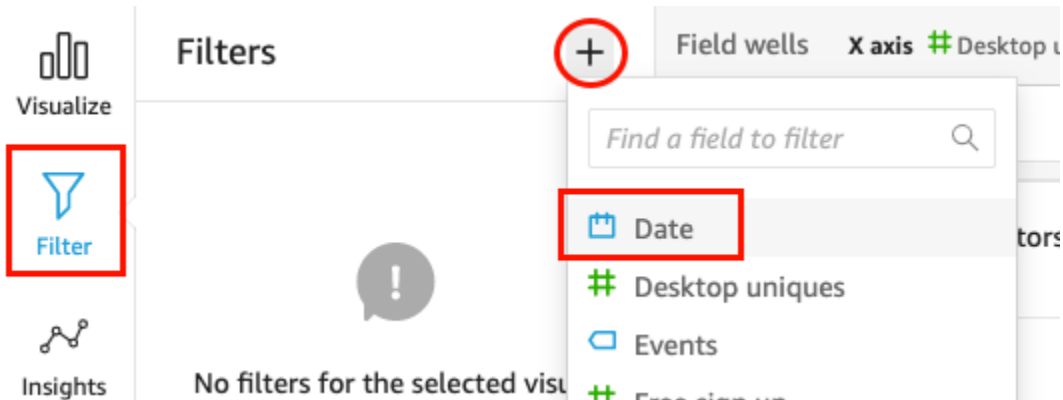 Filters
Field wells X axis Desktop
Visualize
Find a field to filter
Filter
Date
Desktop uniques
Events
Insights
No filters for the selected